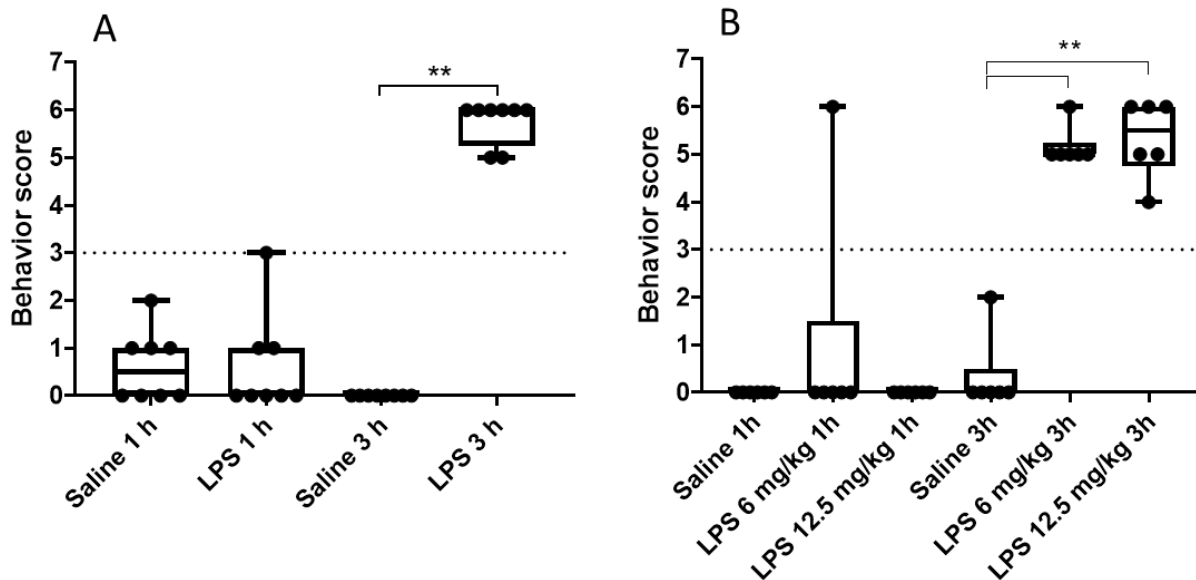 A
Behavior score
7
6
5
4
3
2
1
0
**
Saline 1 h
LPS 1 h
Saline 3 h
LPS 3 h
B
Behavior score
7
6
5
4
3
2
1
0
**
Saline 1h
LPS 6 mg/kg 1h
LPS 12.5 mg/kg 1h
Saline 3h
LPS 6 mg/kg 3h
LPS 12.5 mg/kg 3h